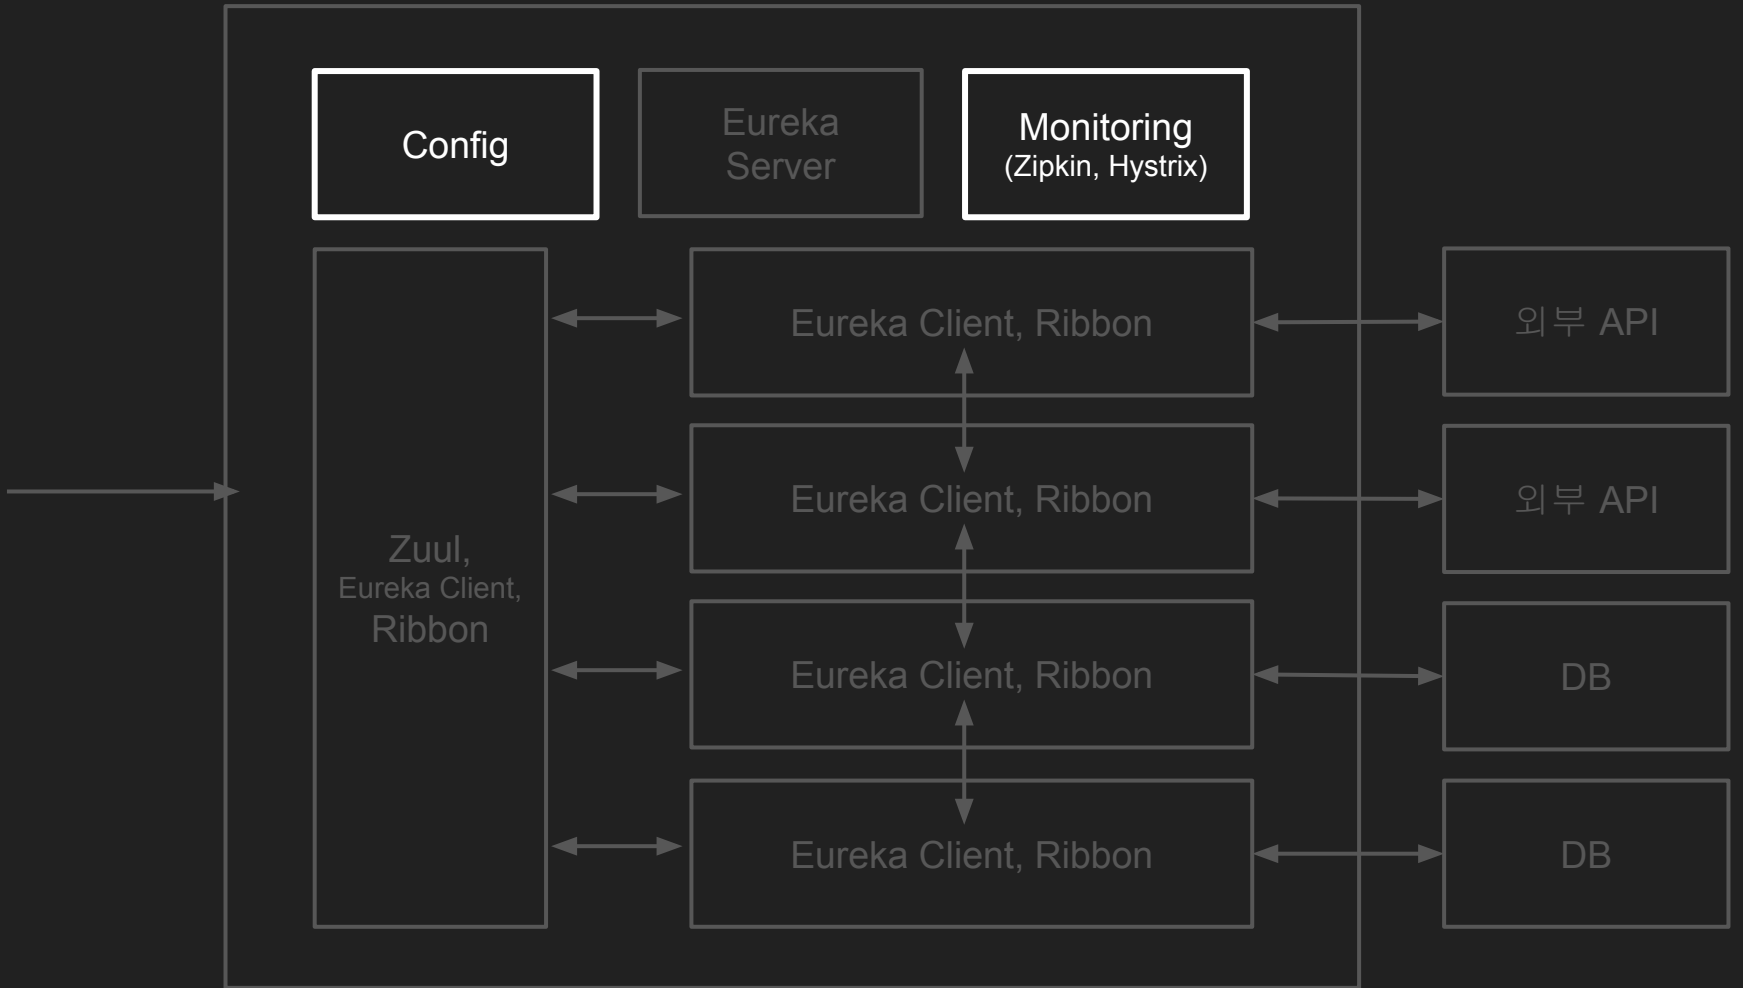 Config
Eureka
Server
Monitoring
(Zipkin, Hystrix)
Zuul,
Eureka Client,
Ribbon
Eureka Client, Ribbon
외부 API
Eureka Client, Ribbon
외부 API
Eureka Client, Ribbon
DB
Eureka Client, Ribbon
DB